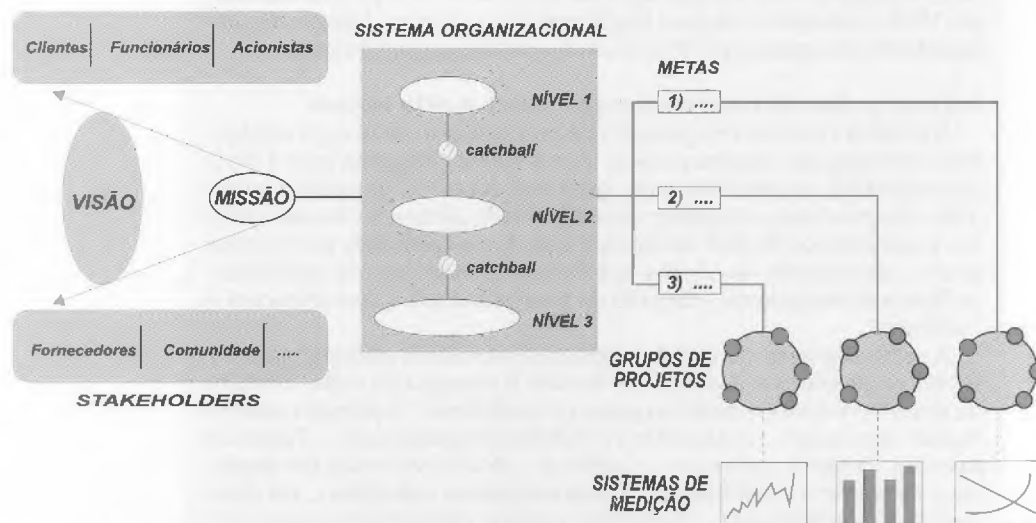 Clientes Funcionários Acionistas
SISTEMA ORGANIZACIONAL
METAS
NÍVEL 1
1) ....
catchball
VISÃO
MISSÃO
NÍVEL 2
2) ....
catchball
3) ....
NÍVEL 3
Fornecedores Comunidade .....
STAKEHOLDERS
GRUPOS DE
PROJETOS
SISTEMAS DE
MEDIÇÃO